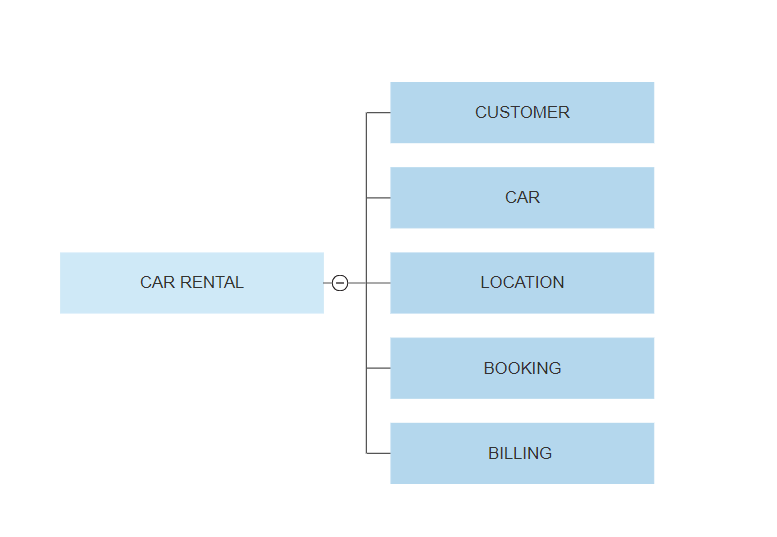 CUSTOMER
CAR
CAR RENTAL
LOCATION
BOOKING
BILLING